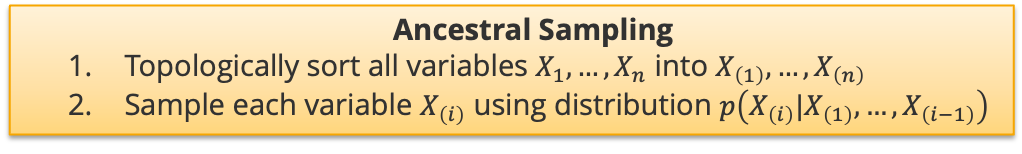 Ancestral Sampling
1. Topologically sort all variables X₁, … , Xₙ into X₍₁₎, … , X₍ₙ₎
2. Sample each variable X₍ᵢ₎ using distribution p(X₍ᵢ₎|X₍₁₎, … , X₍ᵢ₋₁₎)